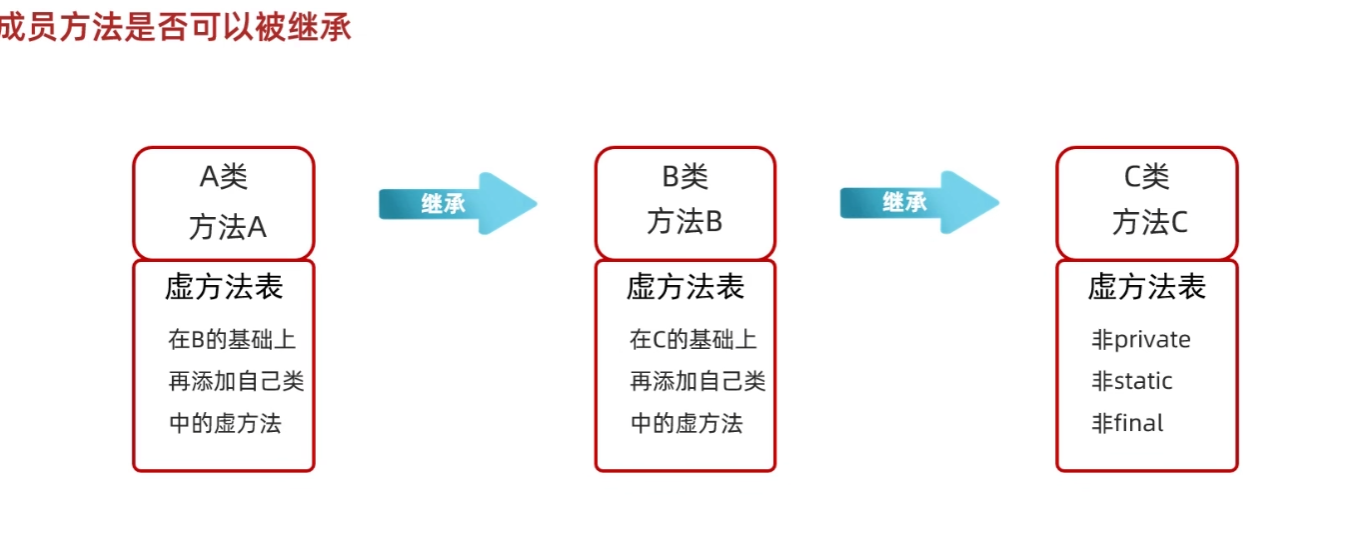 成员方法是否可以被继承
A类
方法A
继承
B类
方法B
继承
C类
方法C
虚方法表
在B的基础上
再添加自己类
中的虚方法
虚方法表
在C的基础上
再添加自己类
中的虚方法
虚方法表
非private
非static
非final